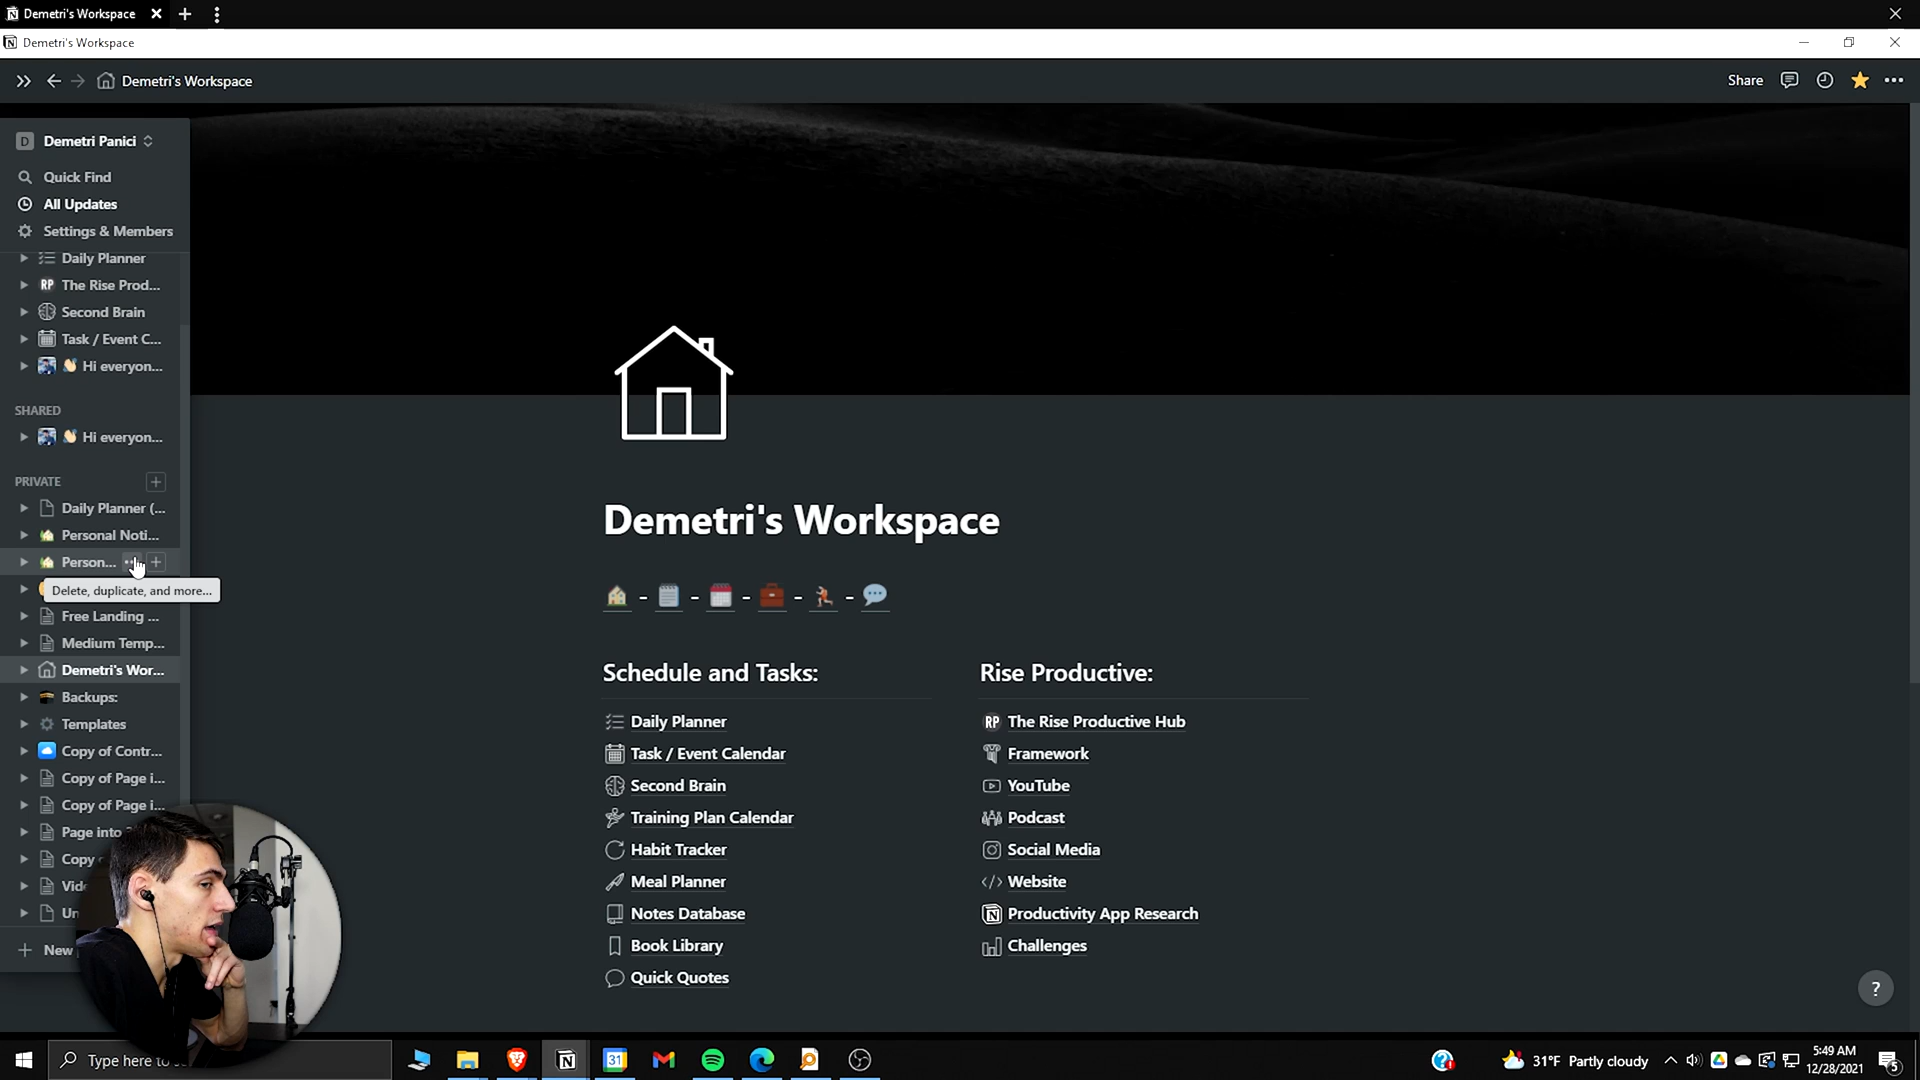 Demetri's Workspace
Demetri's Workspace
Demetri's Workspace
Share
D Demetri Panici
Quick Find
All Updates
Settings & Members
Daily Planner
RP The Rise Prod...
Second Brain
Task / Event C...
Hi everyon...
SHARED
Hi everyon...
PRIVATE
Daily Planner (...
Personal Noti...
Person...
Delete, duplicate, and more...
Free Landing ...
Medium Temp...
Demetri's Wor...
Backups:
Templates
Copy of Contr...
Copy of Page i...
Copy of Page i...
Page into
Copy
New
Demetri's Workspace
- - - - -
Schedule and Tasks:
Daily Planner
Task / Event Calendar
Second Brain
Training Plan Calendar
Habit Tracker
Meal Planner
Notes Database
Book Library
Quick Quotes
Rise Productive:
RP The Rise Productive Hub
Framework
YouTube
Podcast
Social Media
</> Website
Productivity App Research
Challenges
?
Type here to
31
31°F Partly cloudy
5:49 AM
12/28/2021
5